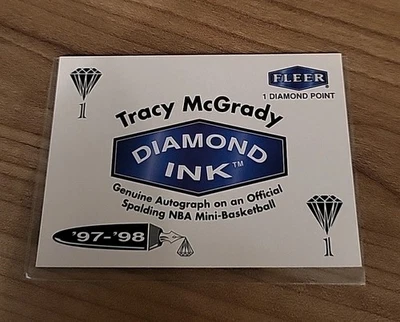 FLEER
1 DIAMOND POINT
1
Tracy McGrady
DIAMOND
INK™
Genuine Autograph on an Official
Spalding NBA Mini-Basketball
'97-'98
1